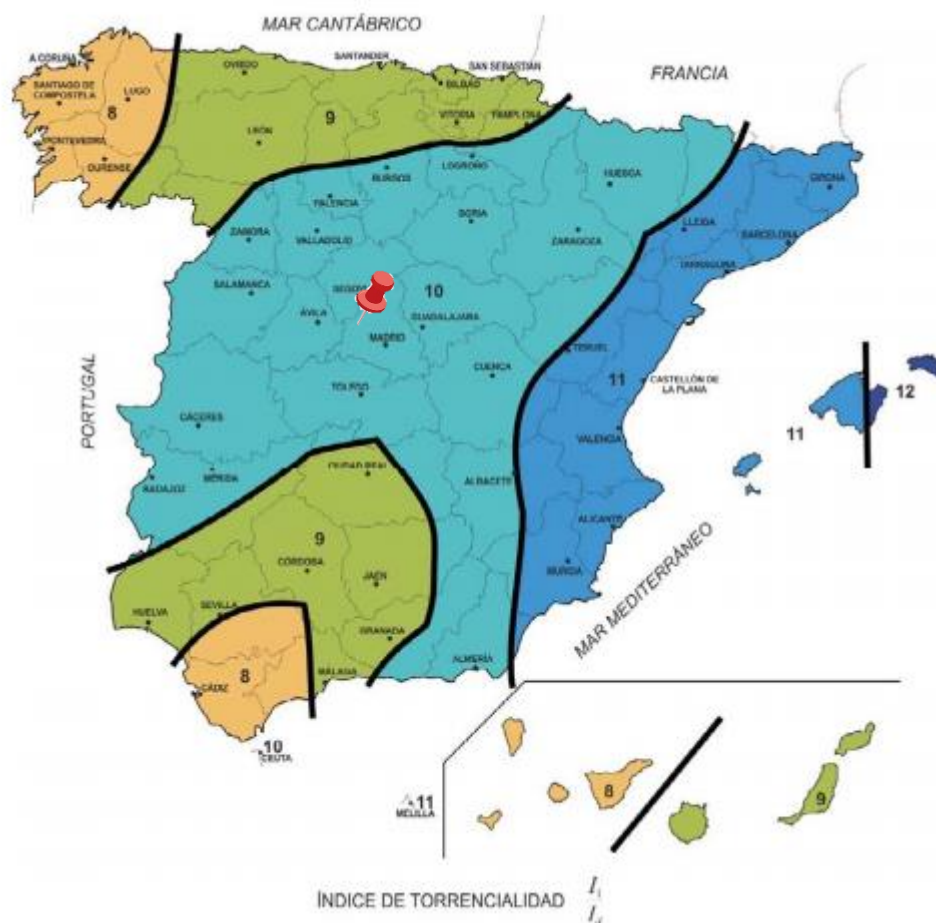 MAR CANTÁBRICO
A CORUÑA
OVIEDO
SANTANDER
SAN SEBASTIÁN
FRANCIA
SANTIAGO DE
COMPOSTELA
LUGO
BILBAO
8
9
VITORIA
PAMPLONA
PONTEVEDRA
LEÓN
OURENSE
LOGROÑO
BURGOS
HUESCA
GIRONA
PALENCIA
SORIA
LLEIDA
ZAMORA
VALLADOLID
ZARAGOZA
BARCELONA
TARRAGONA
SALAMANCA
SEGOV
10
ÁVILA
GUADALAJARA
MADRID
TERUEL
CUENCA
11
CASTELLÓN DE
LA PLANA
12
TOLEDO
PORTUGAL
CÁCERES
VALENCIA
11
CIUDAD REAL
BADAJOZ
MÉRIDA
ALBACETE
ALICANTE
9
CÓRDOBA
JAÉN
MURCIA
MAR MEDITERRÁNEO
HUELVA
SEVILLA
GRANADA
ALMERÍA
MÁLAGA
8
CÁDIZ
10
CEUTA
11
MELILLA
8
9
ÍNDICE DE TORRENCIALIDAD